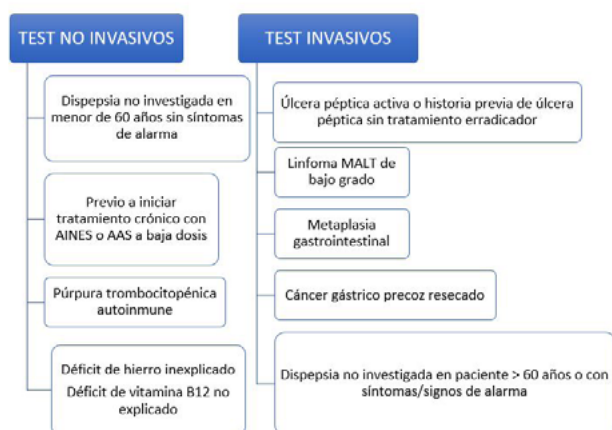 TEST NO INVASIVOS
Dispepsia no investigada en
menor de 60 años sin síntomas
de alarma
Previo a iniciar
tratamiento crónico con
AINES o AAS a baja dosis
Púrpura trombocitopénica
autoinmune
Déficit de hierro inexplicado
Déficit de vitamina B12 no
explicado
TEST INVASIVOS
Úlcera péptica activa o historia previa de úlcera
péptica sin tratamiento erradicador
Linfoma MALT de
bajo grado
Metaplasia
gastrointestinal
Cáncer gástrico precoz resecado
Dispepsia no investigada en paciente > 60 años o con
síntomas/signos de alarma